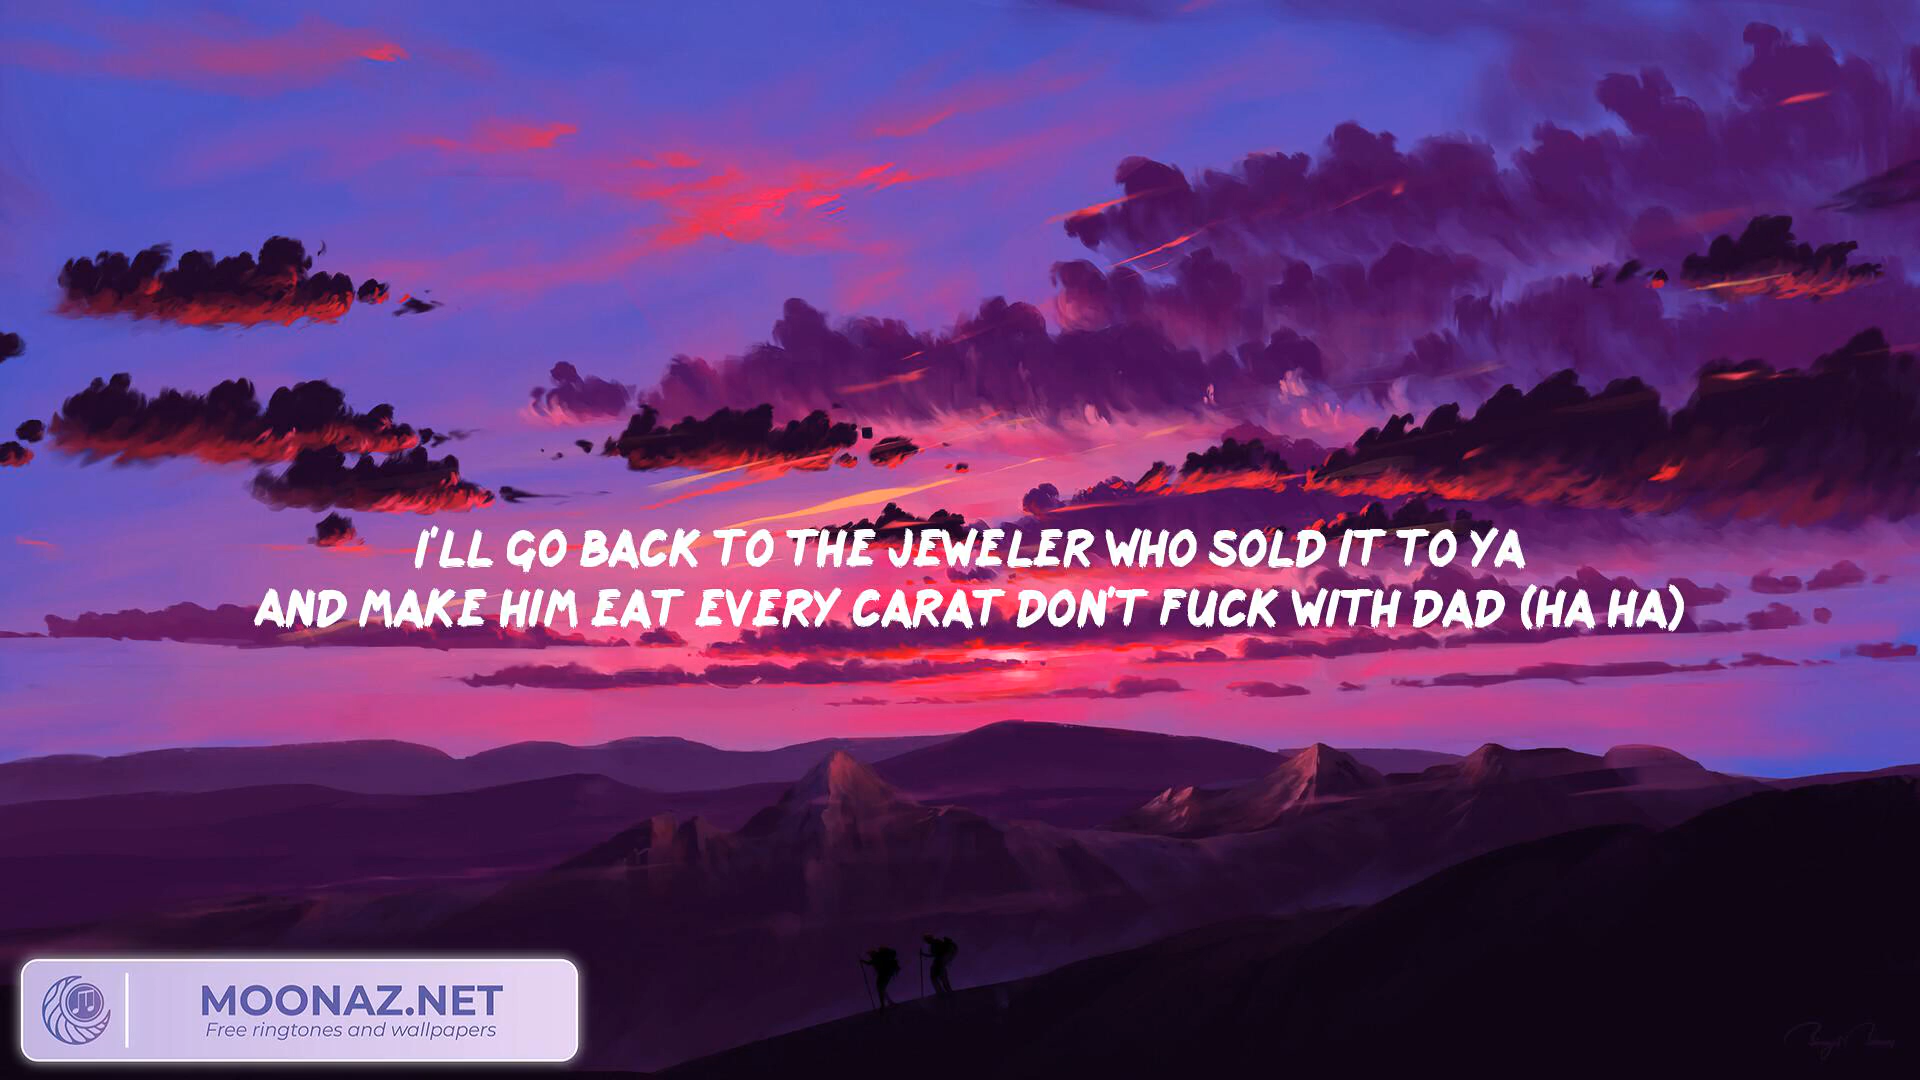 I'LL GO BACK TO THE JEWELER WHO SOLD IT TO YA
AND MAKE HIM EAT EVERY CARAT DON'T FUCK WITH DAD (HA HA)
MOONAZ.NET
Free ringtones and wallpapers